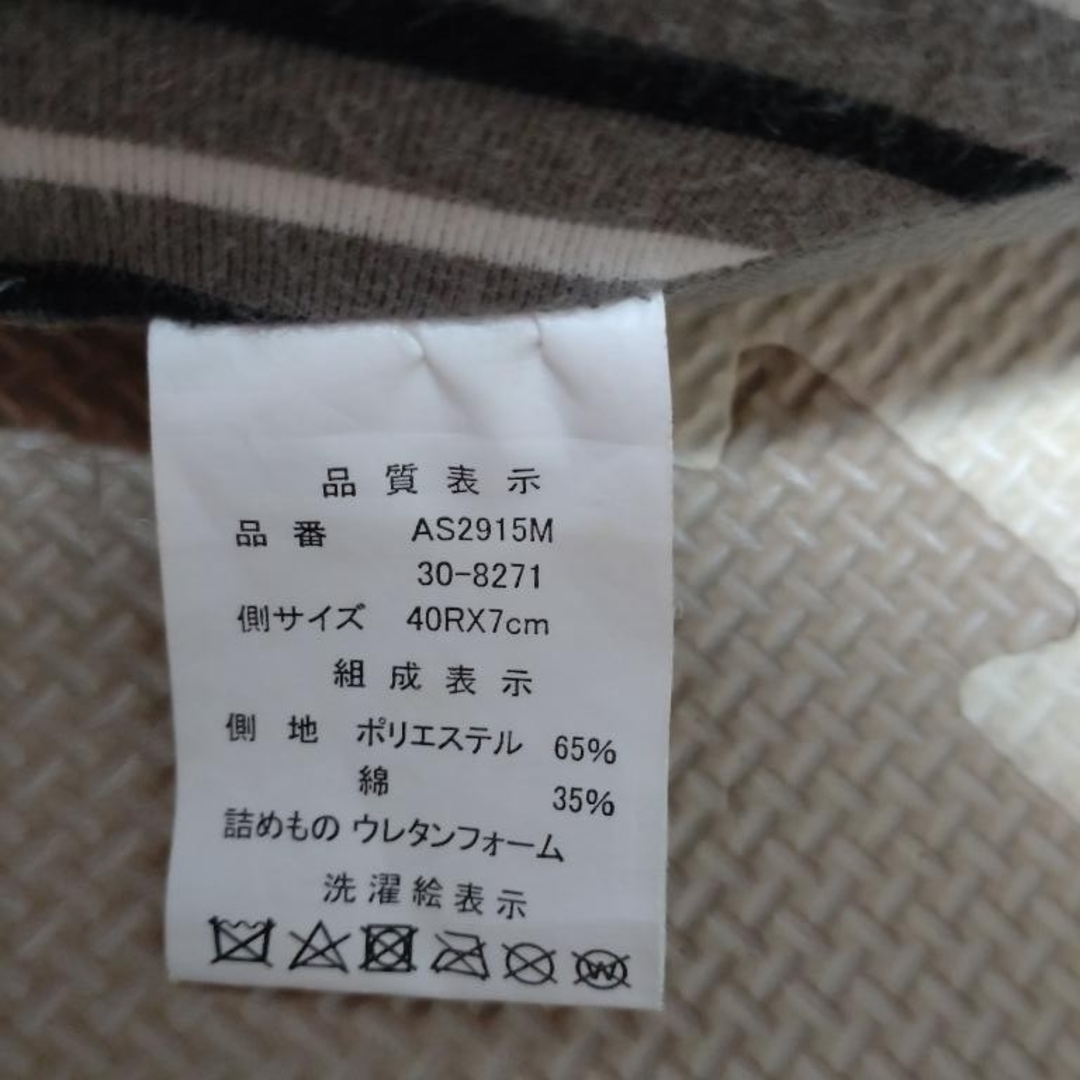 品質表示
品番 AS2915M
30-8271
側サイズ 40RX7cm
組成表示
側地 ポリエステル 65%
綿 35%
詰めもの ウレタンフォーム
洗濯絵表示
W